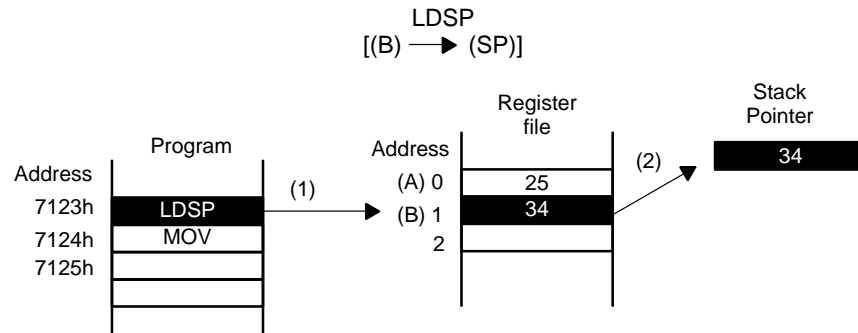 LDSP
[(B) → (SP)]
Program
Address
7123h
LDSP
7124h
MOV
7125h
(1)
Register
file
Address
(A) 0
25
(B) 1
34
2
(2)
Stack
Pointer
34